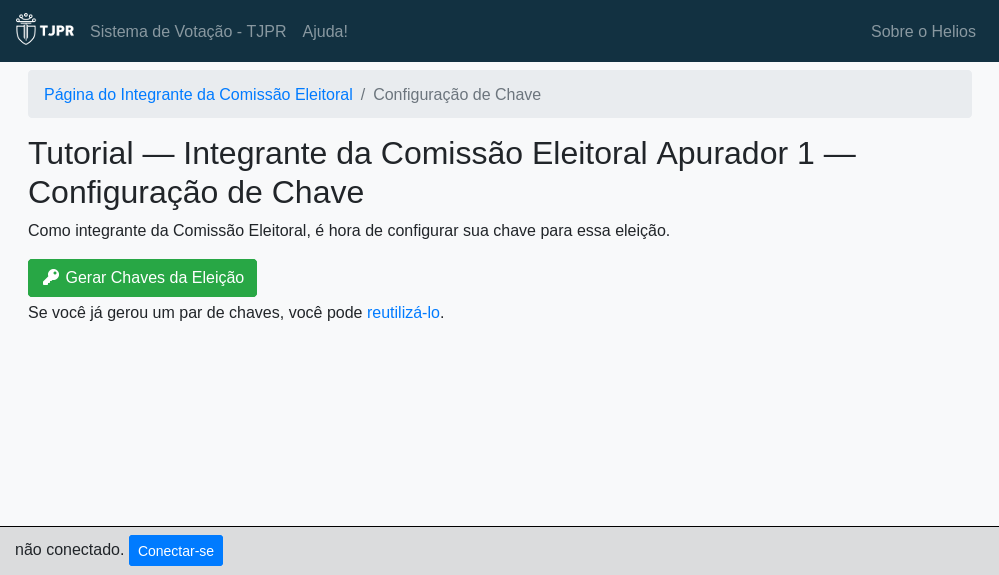 TJPR Sistema de Votação - TJPR Ajuda! Sobre o Helios
Página do Integrante da Comissão Eleitoral / Configuração de Chave
Tutorial — Integrante da Comissão Eleitoral Apurador 1 —
Configuração de Chave
Como integrante da Comissão Eleitoral, é hora de configurar sua chave para essa eleição.
Gerar Chaves da Eleição
Se você já gerou um par de chaves, você pode reutilizá-lo.
não conectado. Conectar-se